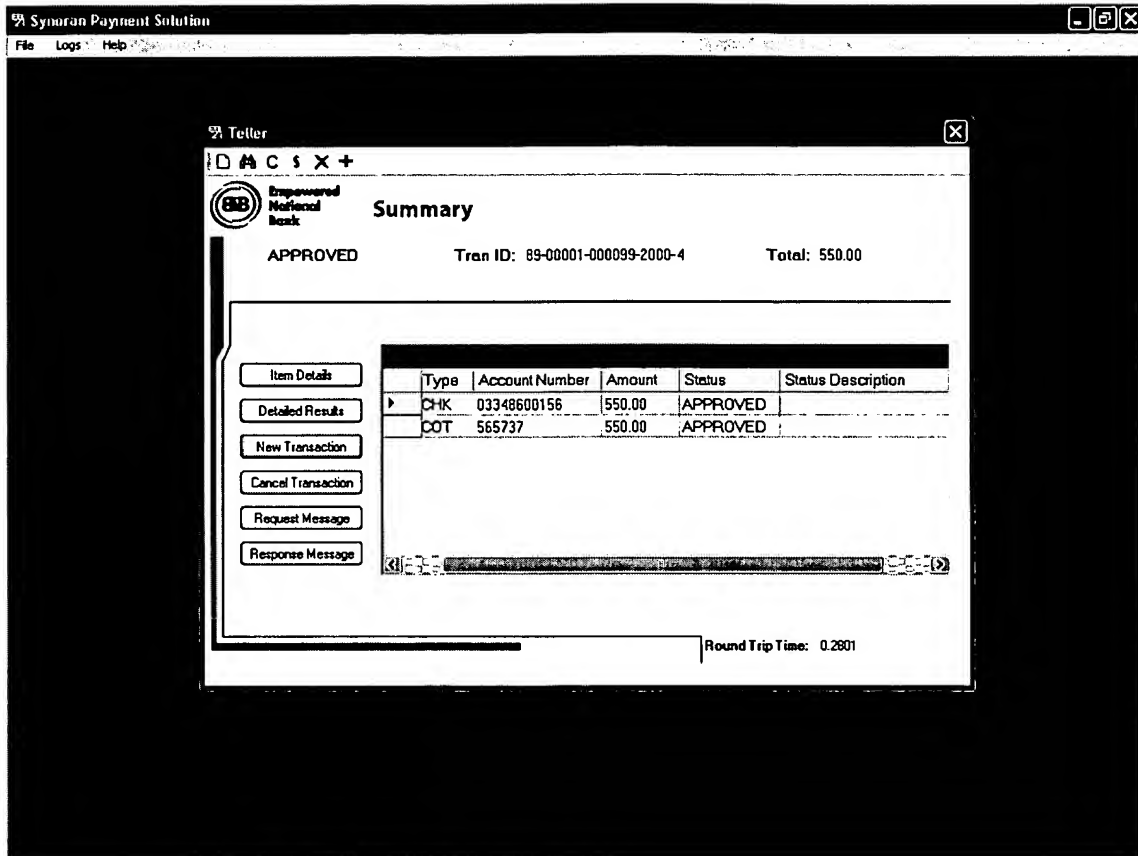 Synoran Payment Solution
File Logs Help
Teller
C $ X +
Empowered
National
Bank
Summary
APPROVED Tran ID: 89-00001-000099-2000-4 Total: 550.00
Item Details
Detailed Results
New Transaction
Cancel Transaction
Request Message
Response Message
Type Account Number Amount Status Status Description
CHK 03348600156 550.00 APPROVED
COT 565737 550.00 APPROVED
Round Trip Time: 0.2801